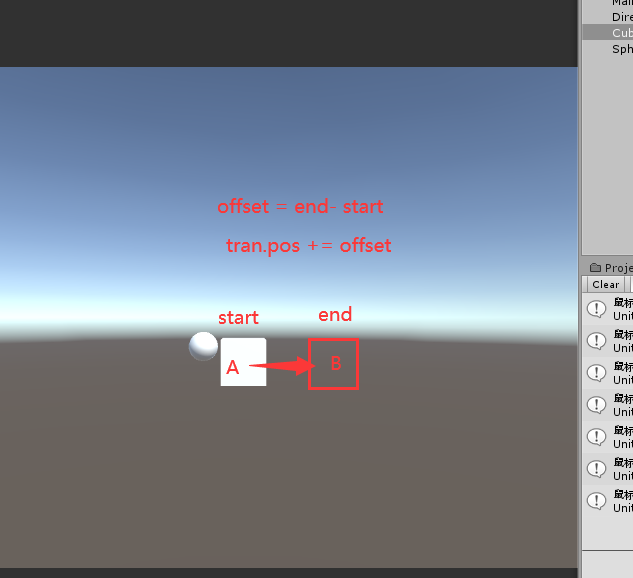 Dire
Cub
Sph
offset = end- start
tran.pos += offset
start
end
A
B
Proje
Clear
鼠标
Unit
鼠标
Unit
鼠标
Unit
鼠标
Unit
鼠标
Unit
鼠标
Unit
鼠标
Unit